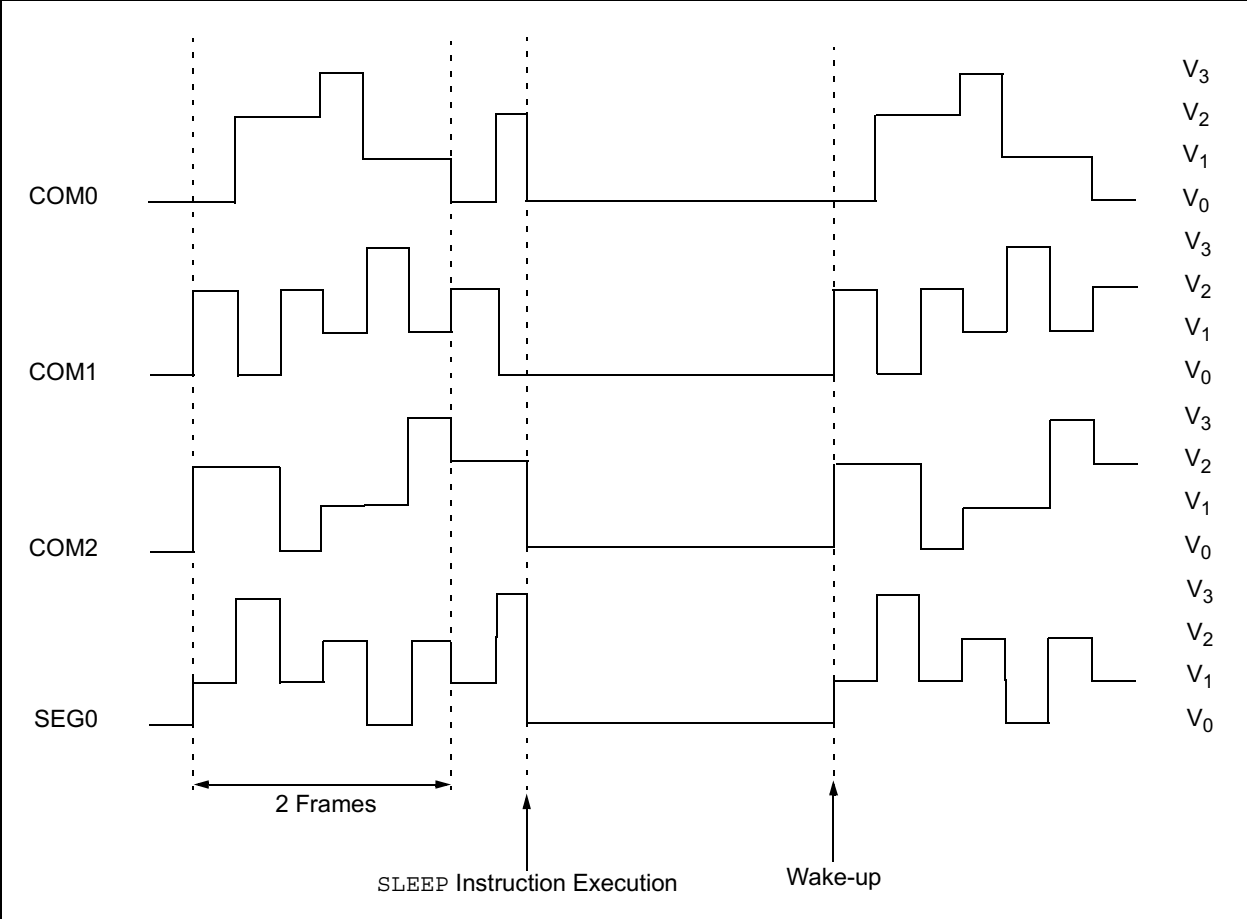 V3
V2
V1
COM0 V0
V3
V2
V1
COM1 V0
V3
V2
V1
COM2 V0
V3
V2
V1
SEG0 V0
2 Frames
SLEEP Instruction Execution
Wake-up